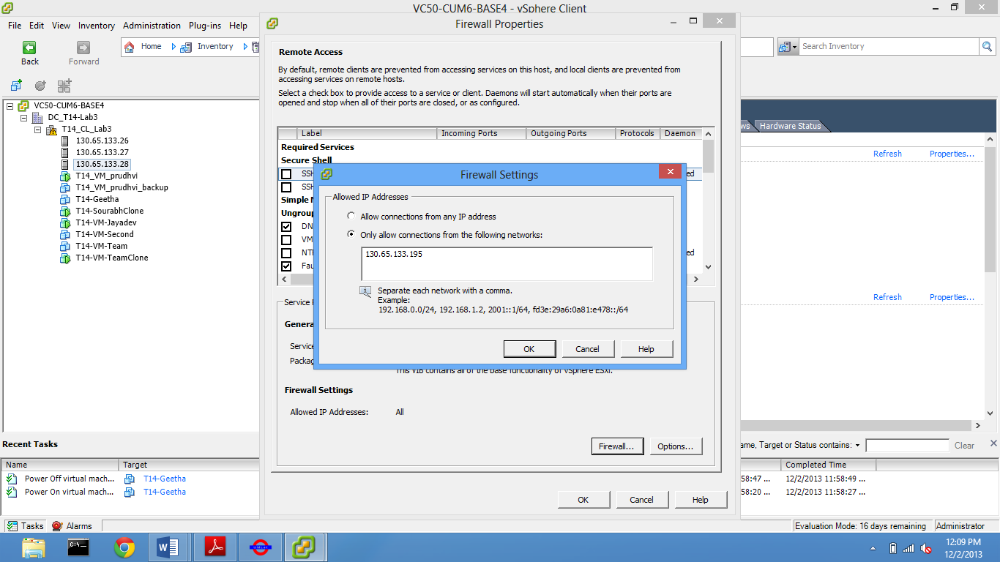 VC50-CUM6-BASE4 - vSphere Client
File Edit View Inventory Administration Plug-ins Help
Firewall Properties
Back Forward
Home Inventory
Search Inventory
Remote Access
By default, remote clients are prevented from accessing services on this host, and local clients are prevented from
accessing services on remote hosts.
Select a check box to provide access to a service or client. Daemons will start automatically when their ports are
opened and stop when all of their ports are closed, or as configured.
Label Incoming Ports Outgoing Ports Protocols Daemon
Required Services
Secure Shell
SSH
SSH
Simple N
Ungroup
DN
VM
NTP
Fau
VC50-CUM6-BASE4
DC_T14-Lab3
T14_CL_Lab3
130.65.133.26
130.65.133.27
130.65.133.28
T14_VM_prudhvi
T14_VM_prudhvi_backup
T14-Geetha
T14-SourabhClone
T14-VM-Jayadev
T14-VM-Second
T14-VM-Team
T14-VM-TeamClone
ws Hardware Status
Refresh Properties...
Refresh Properties...
Firewall Settings
Allowed IP Addresses
Allow connections from any IP address
Only allow connections from the following networks:
130.65.133.195
Separate each network with a comma.
Example:
192.168.0.0/24, 192.168.1.2, 2001::1/64, fd3e:29a6:0a81:e478::/64
OK Cancel Help
Service P
Genera
Service
Packag
This VIB contains all of the base functionality of vSphere ESXi.
Firewall Settings
Allowed IP Addresses: All
Firewall... Options...
OK Cancel Help
Recent Tasks
ame, Target or Status contains: Clear
Name Target Completed Time
Power Off virtual mach... T14-Geetha 58:47 ... 12/2/2013 11:58:49 ...
Power On virtual mach... T14-Geetha 58:20 ... 12/2/2013 11:58:27 ...
Tasks Alarms
Evaluation Mode: 16 days remaining Administrator
12:09 PM
12/2/2013